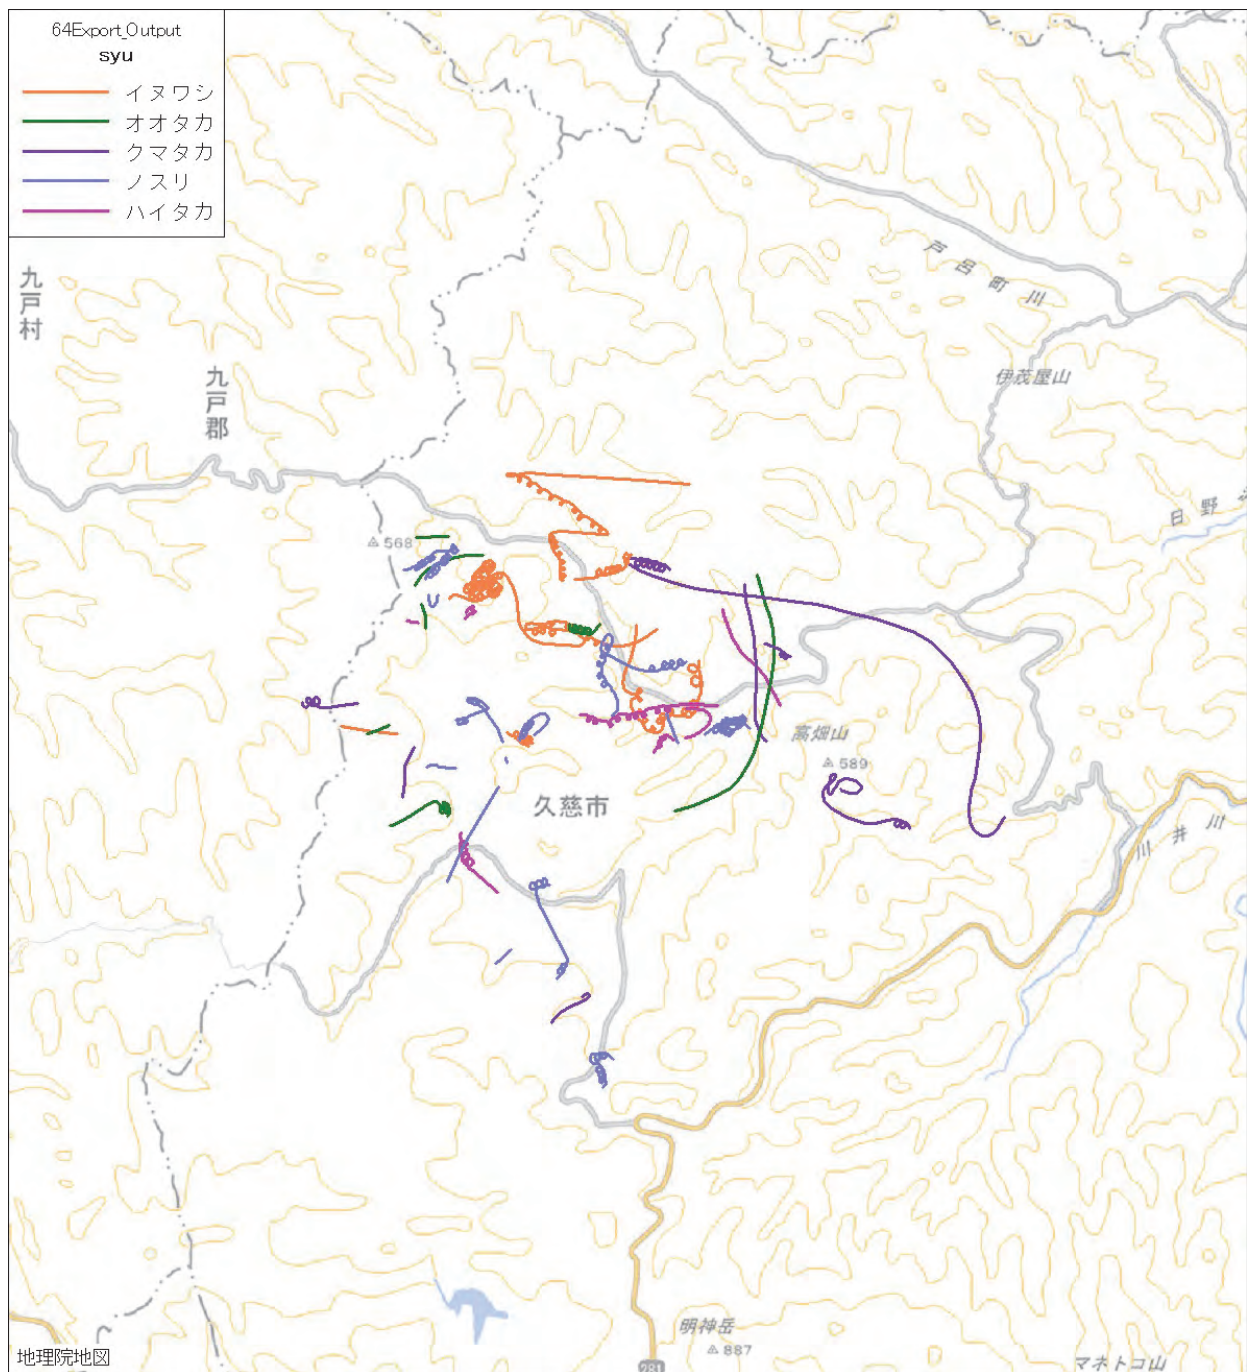 64Export_Output
syu
イヌワシ
オオタカ
クマタカ
ノスリ
ハイタカ
九戸村
九戸郡
芦呂町川
伊茂屋山
日野
568
高畑山
589
久慈市
川井川
明神岳
887
マネトコ山
281
地理院地図